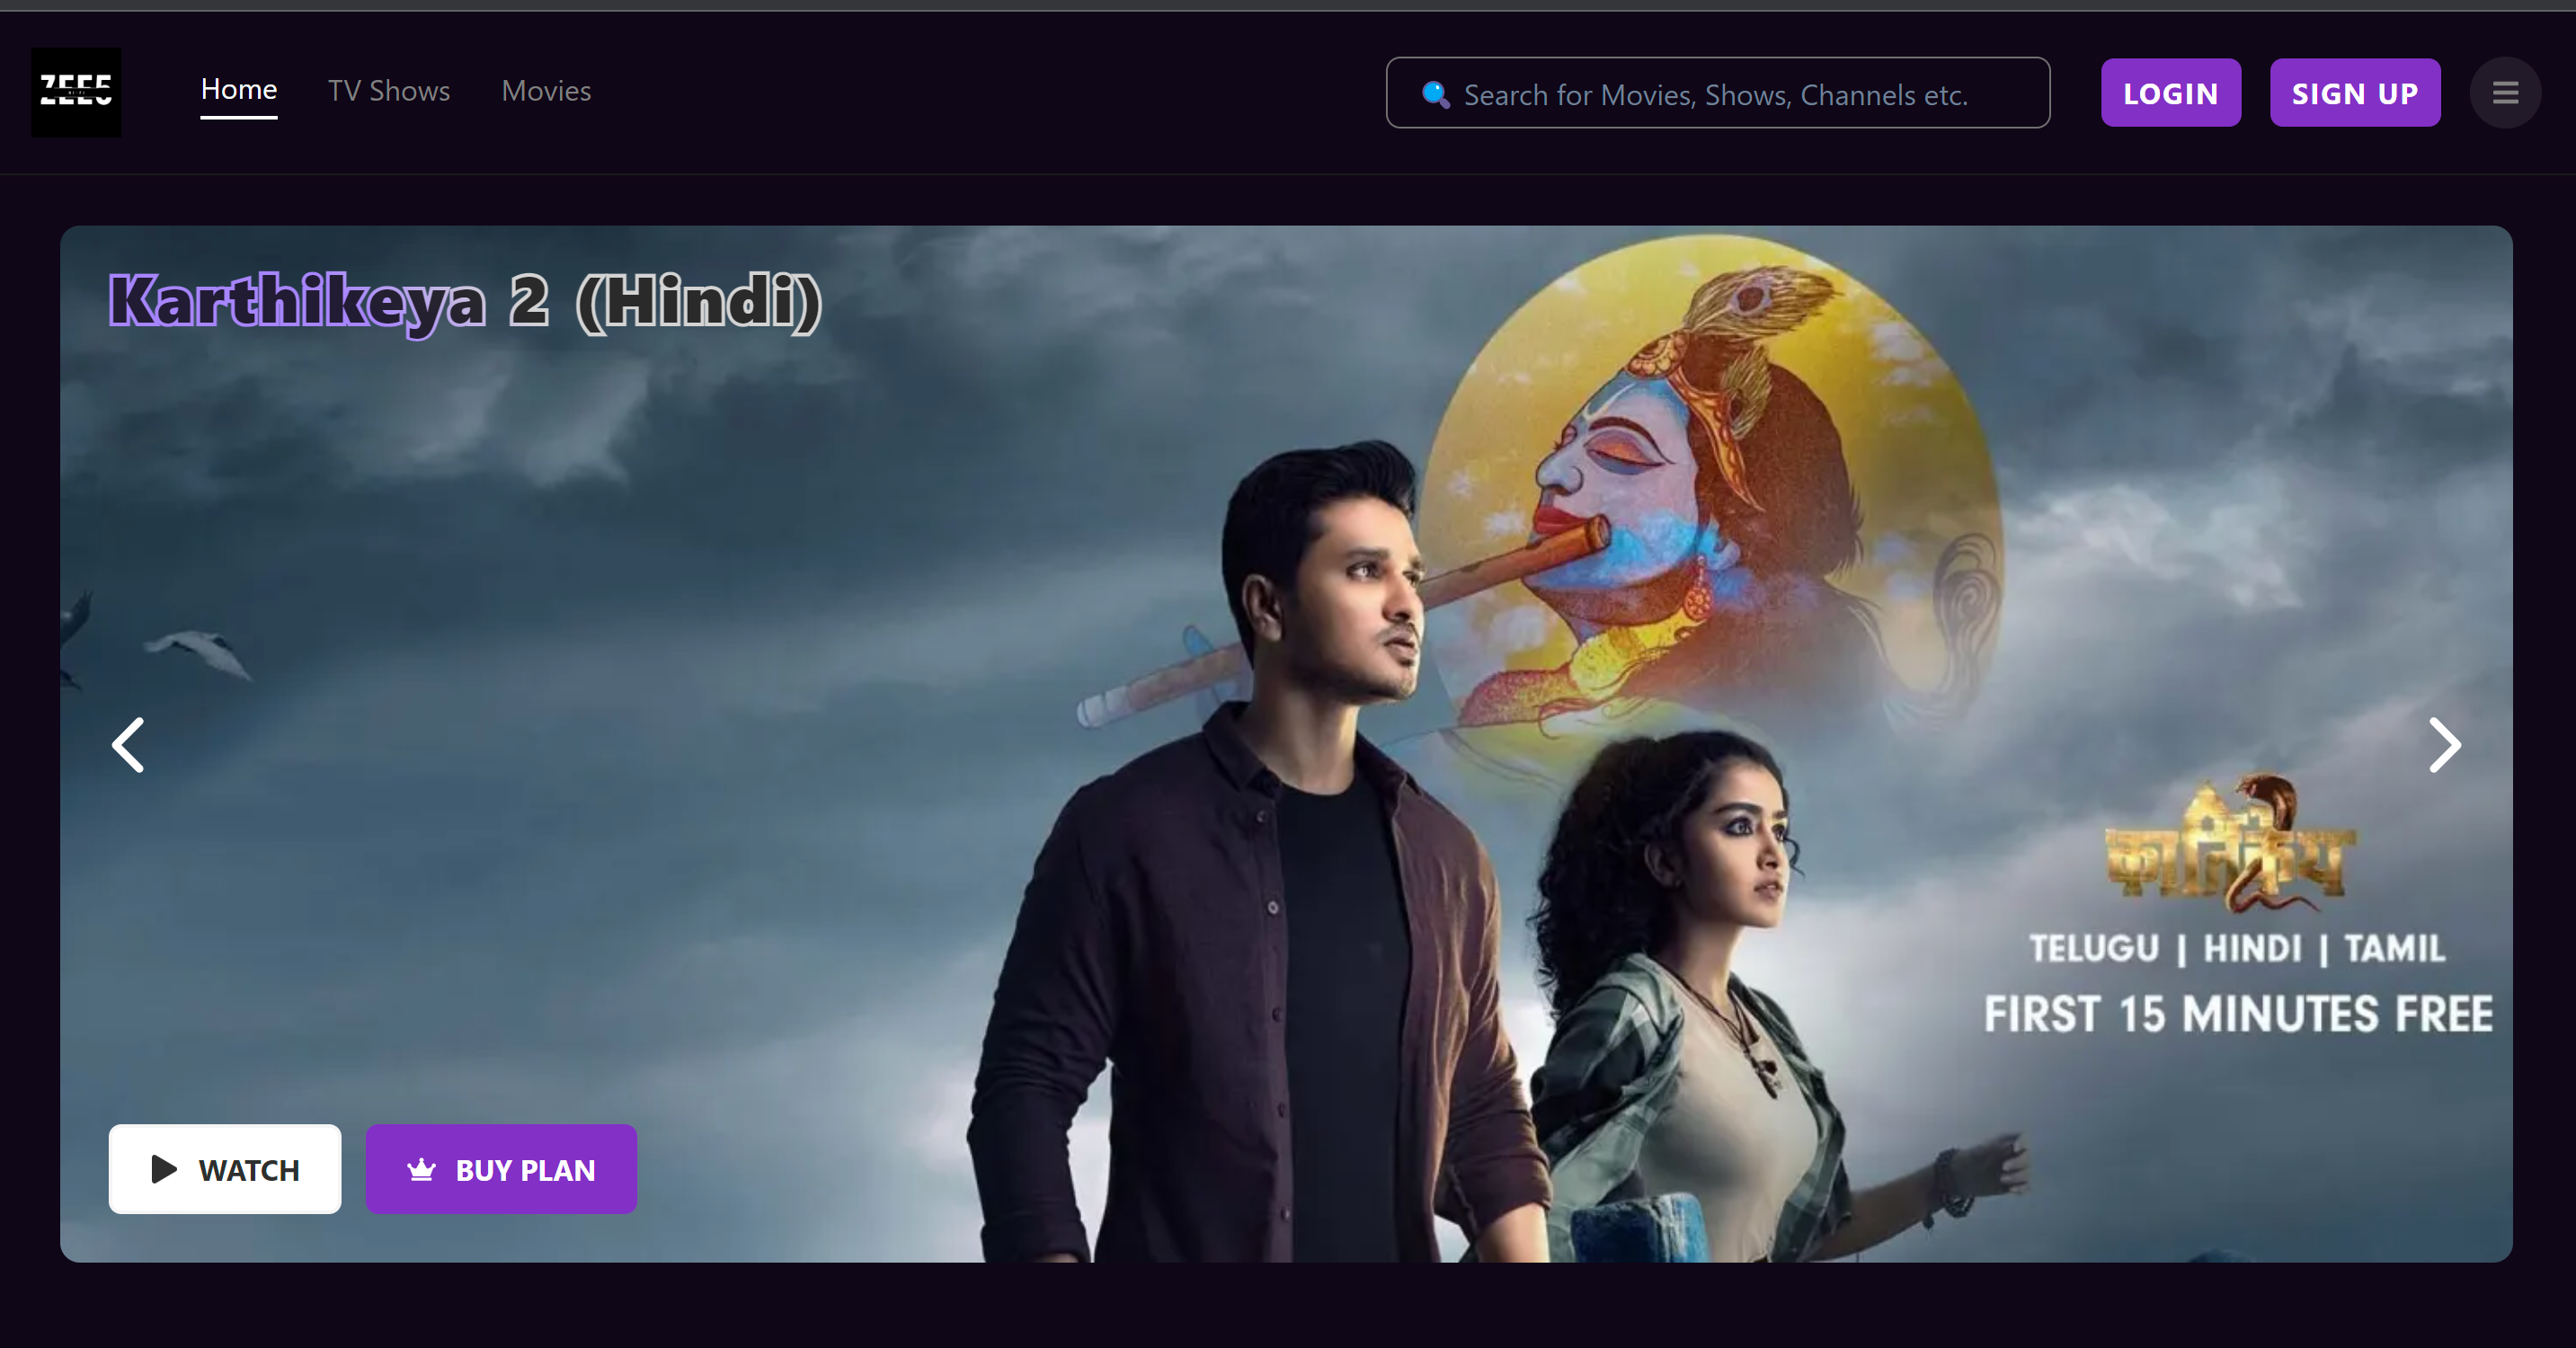 ZEE5
Home
TV Shows
Movies
Search for Movies, Shows, Channels etc.
LOGIN
SIGN UP
Karthikeya 2 (Hindi)
कार्तिकेय
TELUGU | HINDI | TAMIL
FIRST 15 MINUTES FREE
WATCH
BUY PLAN